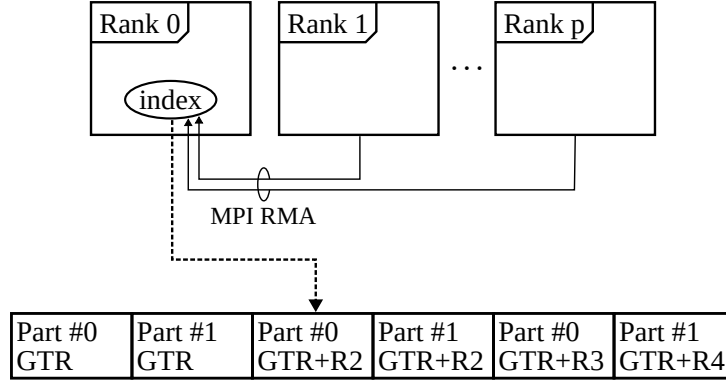 Rank 0
Rank 1
Rank p
...
index
MPI RMA
Part #0
GTR
Part #1
GTR
Part #0
GTR+R2
Part #1
GTR+R2
Part #0
GTR+R3
Part #1
GTR+R4